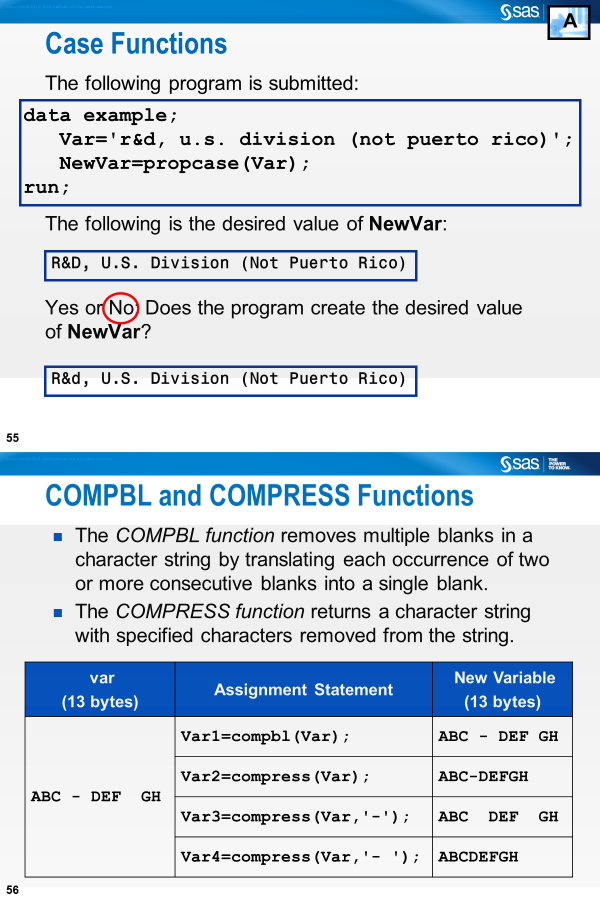 sas
A
Case Functions
The following program is submitted:
data example;
Var='r&d, u.s. division (not puerto rico)';
NewVar=propcase(Var);
run;
The following is the desired value of NewVar:
R&D, U.S. Division (Not Puerto Rico)
Yes or No: Does the program create the desired value
of NewVar?
R&d, U.S. Division (Not Puerto Rico)
55
sas THE POWER TO KNOW.
COMPBL and COMPRESS Functions
The COMPBL function removes multiple blanks in a
character string by translating each occurrence of two
or more consecutive blanks into a single blank.
The COMPRESS function returns a character string
with specified characters removed from the string.
var
(13 bytes)
Assignment Statement
New Variable
(13 bytes)
ABC - DEF  GH
Var1=compbl(Var);
ABC - DEF GH
Var2=compress(Var);
ABC-DEFGH
Var3=compress(Var,'-');
ABC  DEF  GH
Var4=compress(Var,'- ');
ABCDEFGH
56